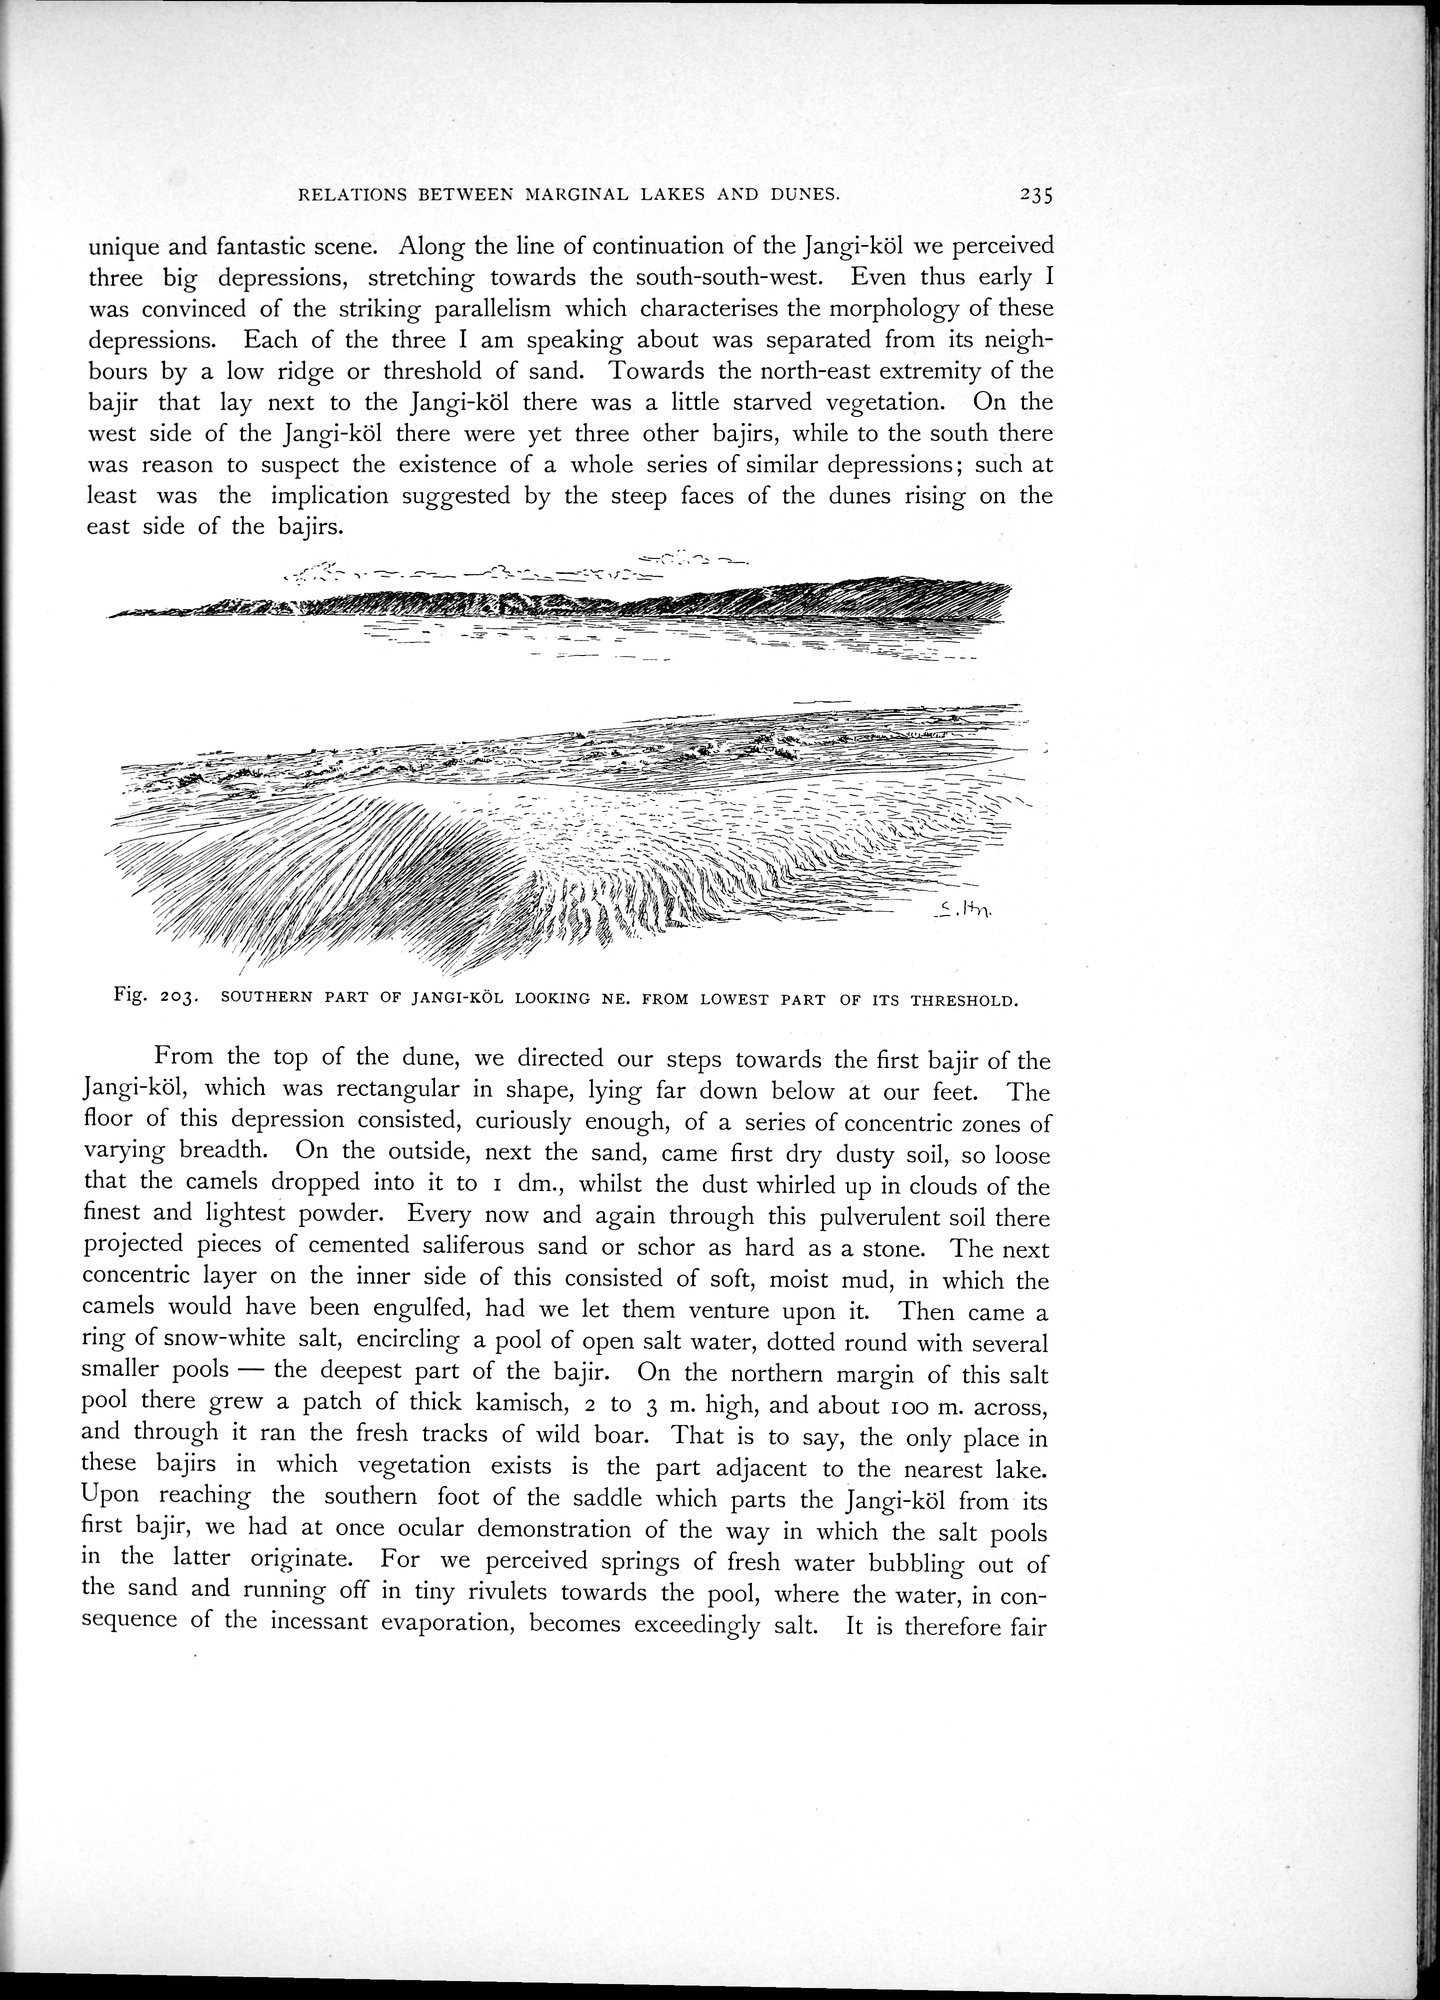 RELATIONS BETWEEN MARGINAL LAKES AND DUNES. 235
unique and fantastic scene. Along the line of continuation of the Jangi-köl we perceived
three big depressions, stretching towards the south-south-west. Even thus early I
was convinced of the striking parallelism which characterises the morphology of these
depressions. Each of the three I am speaking about was separated from its neigh-
bours by a low ridge or threshold of sand. Towards the north-east extremity of the
bajir that lay next to the Jangi-köl there was a little starved vegetation. On the
west side of the Jangi-köl there were yet three other bajirs, while to the south there
was reason to suspect the existence of a whole series of similar depressions; such at
least was the implication suggested by the steep faces of the dunes rising on the
east side of the bajirs.
S. Hn.
Fig. 203. SOUTHERN PART OF JANGI-KÖL LOOKING NE. FROM LOWEST PART OF ITS THRESHOLD.
From the top of the dune, we directed our steps towards the first bajir of the
Jangi-köl, which was rectangular in shape, lying far down below at our feet. The
floor of this depression consisted, curiously enough, of a series of concentric zones of
varying breadth. On the outside, next the sand, came first dry dusty soil, so loose
that the camels dropped into it to 1 dm., whilst the dust whirled up in clouds of the
finest and lightest powder. Every now and again through this pulverulent soil there
projected pieces of cemented saliferous sand or schor as hard as a stone. The next
concentric layer on the inner side of this consisted of soft, moist mud, in which the
camels would have been engulfed, had we let them venture upon it. Then came a
ring of snow-white salt, encircling a pool of open salt water, dotted round with several
smaller pools — the deepest part of the bajir. On the northern margin of this salt
pool there grew a patch of thick kamisch, 2 to 3 m. high, and about 100 m. across,
and through it ran the fresh tracks of wild boar. That is to say, the only place in
these bajirs in which vegetation exists is the part adjacent to the nearest lake.
Upon reaching the southern foot of the saddle which parts the Jangi-köl from its
first bajir, we had at once ocular demonstration of the way in which the salt pools
in the latter originate. For we perceived springs of fresh water bubbling out of
the sand and running off in tiny rivulets towards the pool, where the water, in con-
sequence of the incessant evaporation, becomes exceedingly salt. It is therefore fair